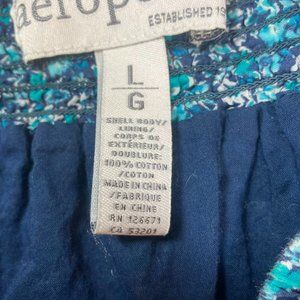 aeropo
ESTABLISHED 19
L
G
SHELL BODY/
LINING/
CORPS DE
EXTÉRIEUR/
DOUBLURE:
100% COTTON
/COTON
MADE IN CHINA
/FABRIQUE
EN CHINE
RN 126671
CA 53201